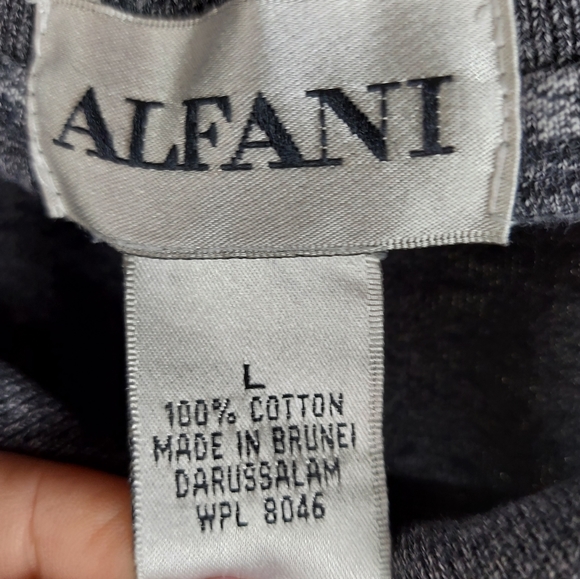 ALFANI
L
100% COTTON
MADE IN BRUNEI
DARUSSALAM
WPL 8046